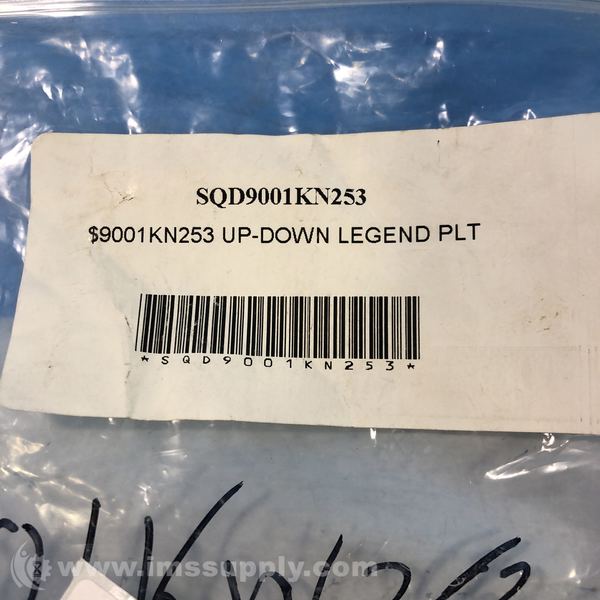 SQD9001KN253
$9001KN253 UP-DOWN LEGEND PLT
*SQD9001KN253*
www.imssupply.com